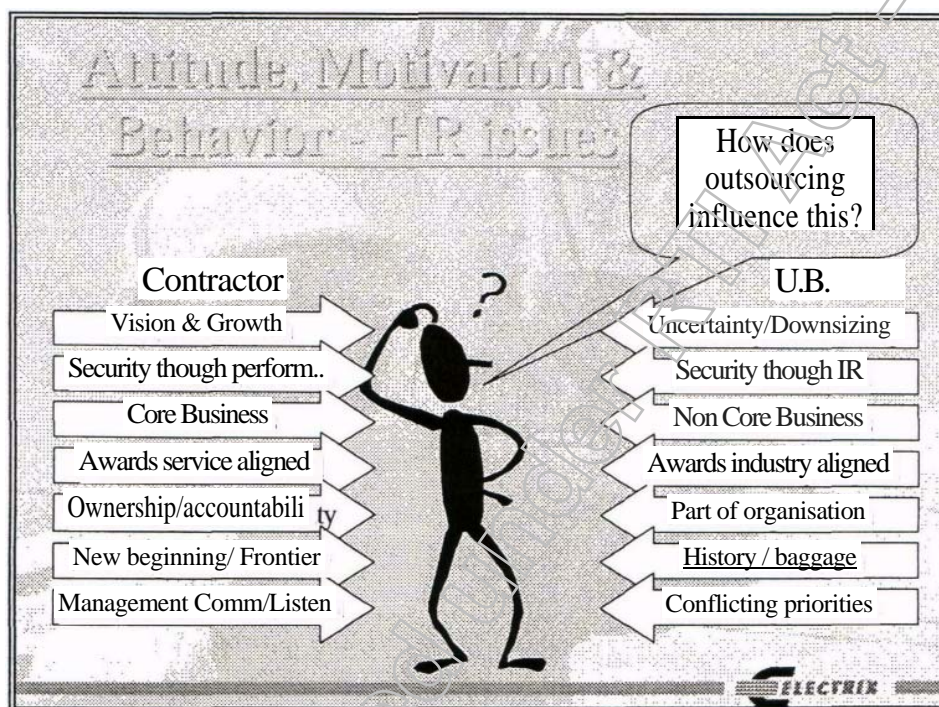 Attitude, Motivation &
Behavior - HR issues
How does
outsourcing
influence this?
Contractor
Vision & Growth
Security though perform..
Core Business
Awards service aligned
Ownership/accountabili
ty
New beginning/ Frontier
Management Comm/Listen
?
U.B.
Uncertainty/Downsizing
Security though IR
Non Core Business
Awards industry aligned
Part of organisation
History / baggage
Conflicting priorities
ELECTRIX